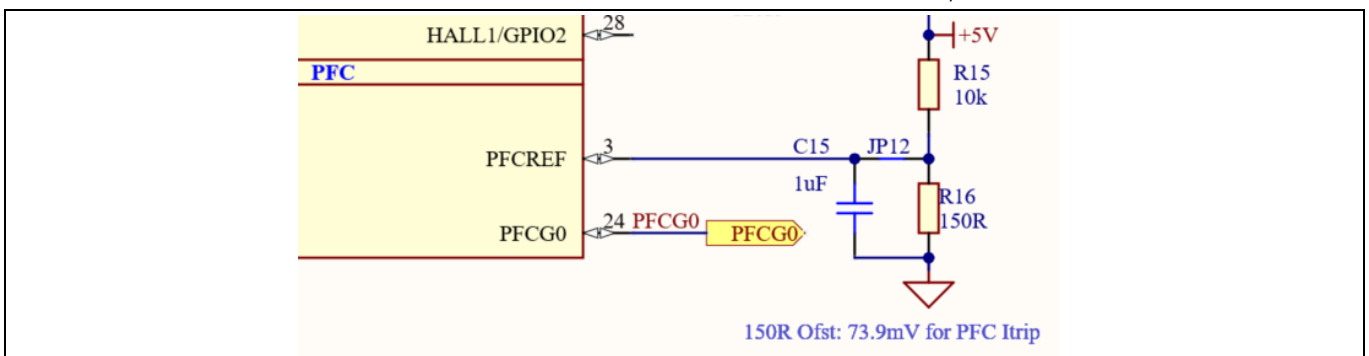 HALL1/GPIO2 28
+5V
PFC
R15
10k
PFCREF 3
C15 JP12
1uF
R16
150R
PFCG0 24 PFCG0 PFCG0
150R Ofst: 73.9mV for PFC Itrip